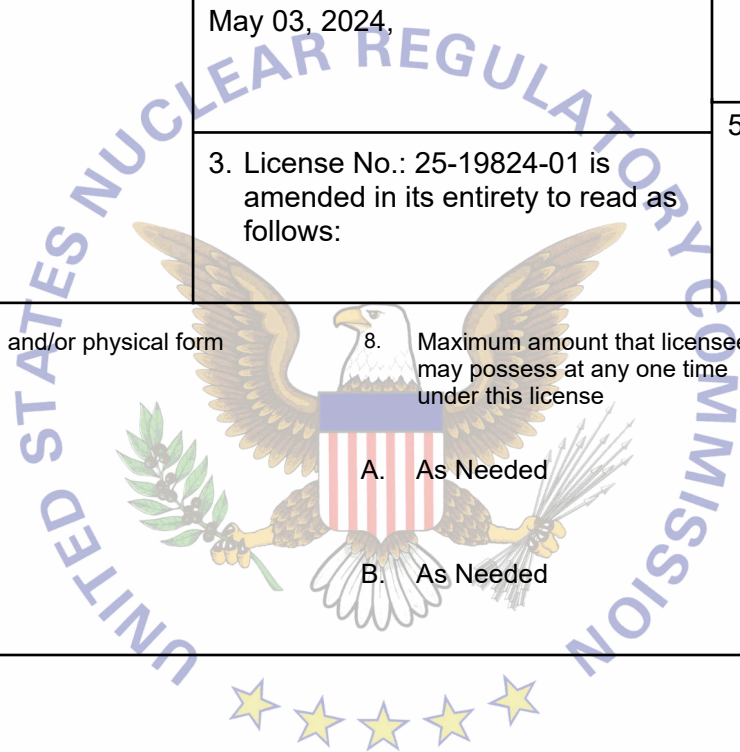 May 03, 2024,
5
3. License No.: 25-19824-01 is
amended in its entirety to read as
follows:
and/or physical form
8. Maximum amount that licensee
may possess at any one time
under this license
A. As Needed
B. As Needed
UNITED STATES NUCLEAR REGULATORY COMMISSION